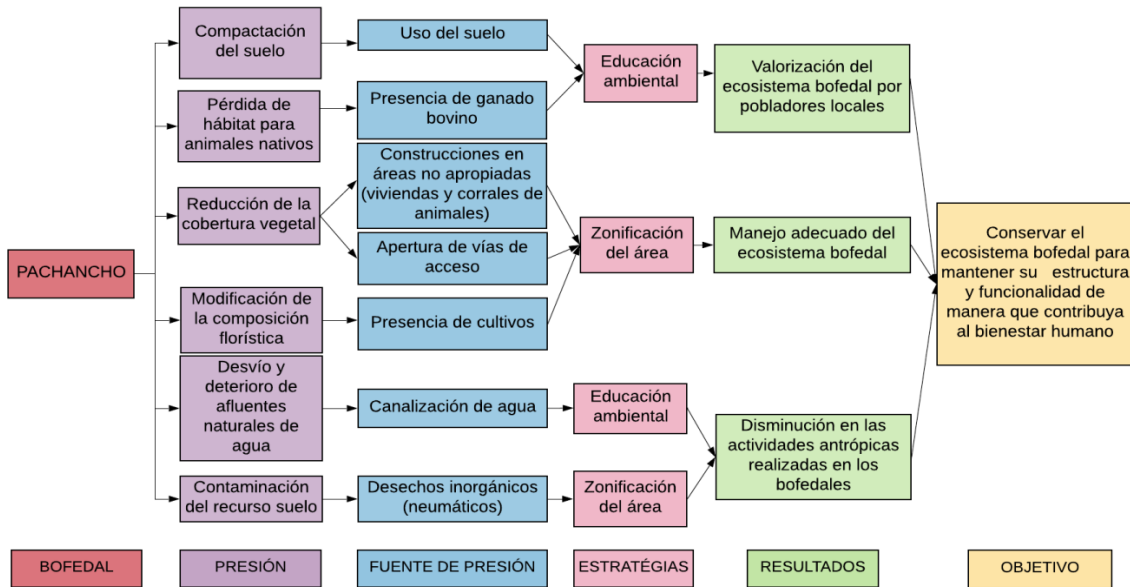 PACHANCHO
Compactación
del suelo
Pérdida de
hábitat para
animales nativos
Reducción de la
cobertura vegetal
Modificación de
la composición
florística
Desvío y
deterioro de
afluentes
naturales de
agua
Contaminación
del recurso suelo
Uso del suelo
Presencia de ganado
bovino
Construcciones en
áreas no apropiadas
(viviendas y corrales de
animales)
Apertura de vías de
acceso
Presencia de cultivos
Canalización de agua
Desechos inorgánicos
(neumáticos)
Educación
ambiental
Zonificación
del área
Educación
ambiental
Zonificación
del área
Valorización del
ecosistema bofedal por
pobladores locales
Manejo adecuado del
ecosistema bofedal
Disminución en las
actividades antrópicas
realizadas en los
bofedales
Conservar el
ecosistema bofedal para
mantener su estructura
y funcionalidad de
manera que contribuya
al bienestar humano
BOFEDAL
PRESIÓN
FUENTE DE PRESIÓN
ESTRATÉGIAS
RESULTADOS
OBJETIVO